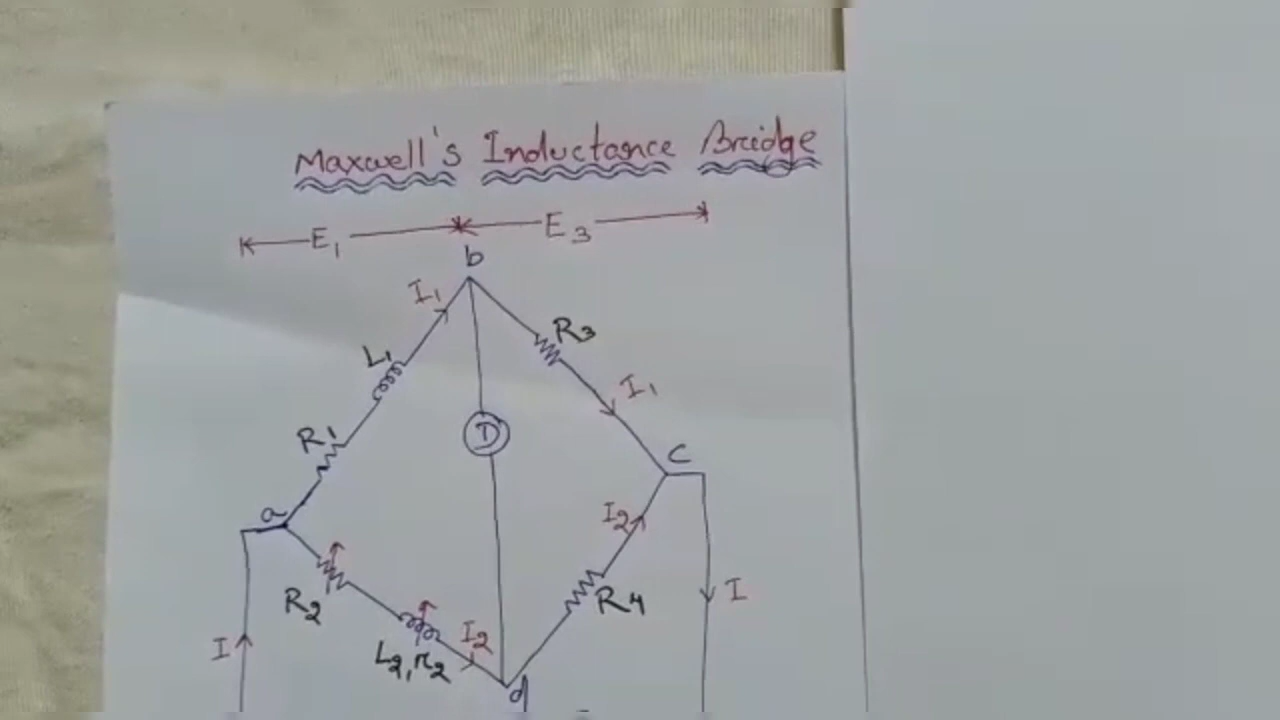 Maxwell's Inductance Bridge
E1 E3
b
I1
R3
L1
I1
R1
D
C
a
I2
R2
R4
I
I2
L2, r2
I
d